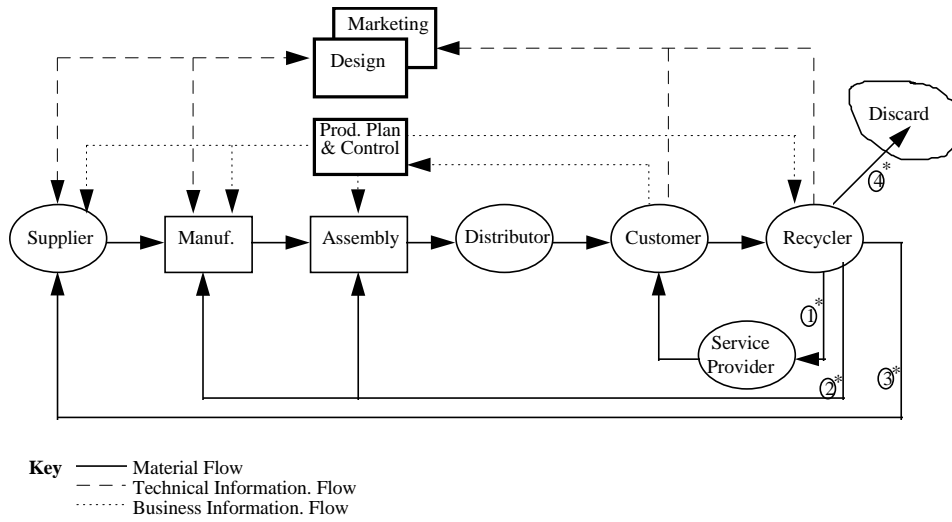 Marketing
Design
Discard
Prod. Plan
& Control
4*
Supplier
Manuf.
Assembly
Distributor
Customer
Recycler
1*
Service
Provider
2*
3*
Key
Material Flow
Technical Information. Flow
Business Information. Flow